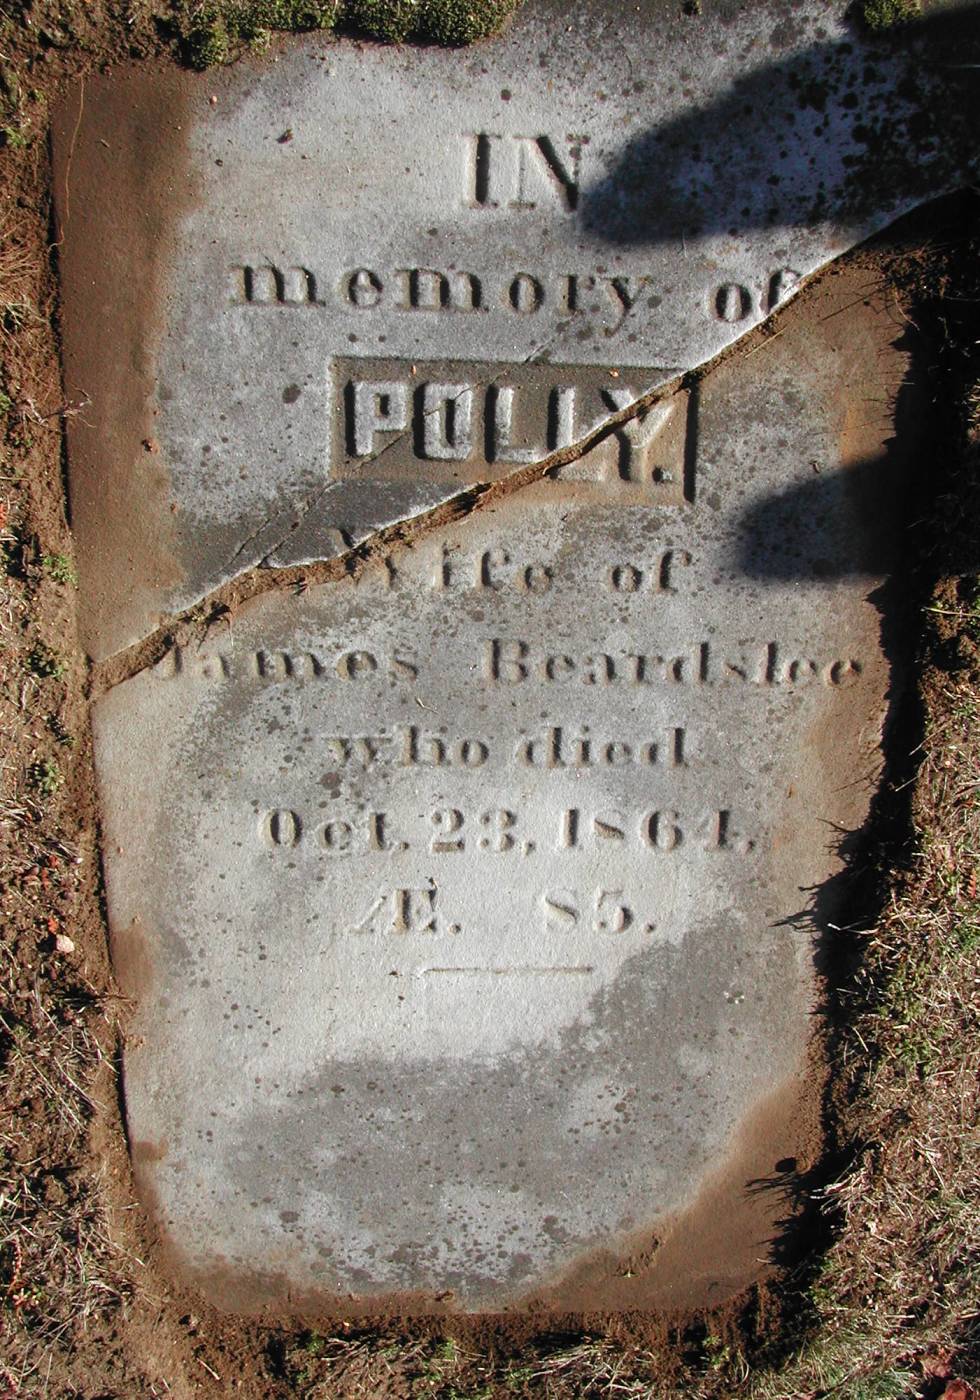 IN
memory of
POLLY.
Wife of
James Beardslee
who died
Oct. 23, 1864,
Æ. 85.